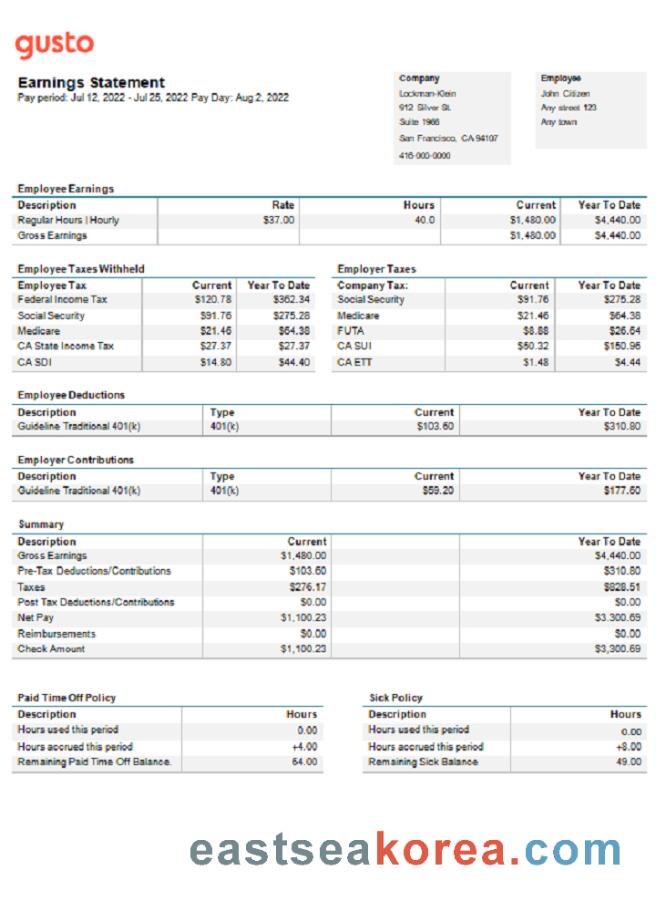 gusto
Earnings Statement
Pay period: Jul 12, 2022 - Jul 25, 2022 Pay Day: Aug 2, 2022
Company
Lockman-Klein
912 Silver St.
Suite 1966
San Francisco, CA 94107
416-000-0000
Employee
John Citizen
Any street 123
Any town
Employee Earnings
Description Rate Hours Current Year To Date
Regular Hours | Hourly $37.00 40.0 $1,480.00 $4,440.00
Gross Earnings $1,480.00 $4,440.00
Employee Taxes Withheld
Employee Tax Current Year To Date
Federal Income Tax $120.78 $362.34
Social Security $91.76 $275.28
Medicare $21.46 $64.38
CA State Income Tax $27.37 $27.37
CA SDI $14.80 $44.40
Employer Taxes
Company Tax: Current Year To Date
Social Security $91.76 $275.28
Medicare $21.46 $64.38
FUTA $8.88 $26.64
CA SUI $50.32 $150.96
CA ETT $1.48 $4.44
Employee Deductions
Description Type Current Year To Date
Guideline Traditional 401(k) 401(k) $103.60 $310.80
Employer Contributions
Description Type Current Year To Date
Guideline Traditional 401(k) 401(k) $59.20 $177.60
Summary
Description Current Year To Date
Gross Earnings $1,480.00 $4,440.00
Pre-Tax Deductions/Contributions $103.60 $310.80
Taxes $276.17 $828.51
Post Tax Deductions/Contributions $0.00 $0.00
Net Pay $1,100.23 $3.300.69
Reimbursements $0.00 $0.00
Check Amount $1,100.23 $3,300.69
Paid Time Off Policy
Description Hours
Hours used this period 0.00
Hours accrued this period +4.00
Remaining Paid Time Off Balance. 64.00
Sick Policy
Description Hours
Hours used this period 0.00
Hours accrued this period +8.00
Remaining Sick Balance 49.00
eastseakorea.com